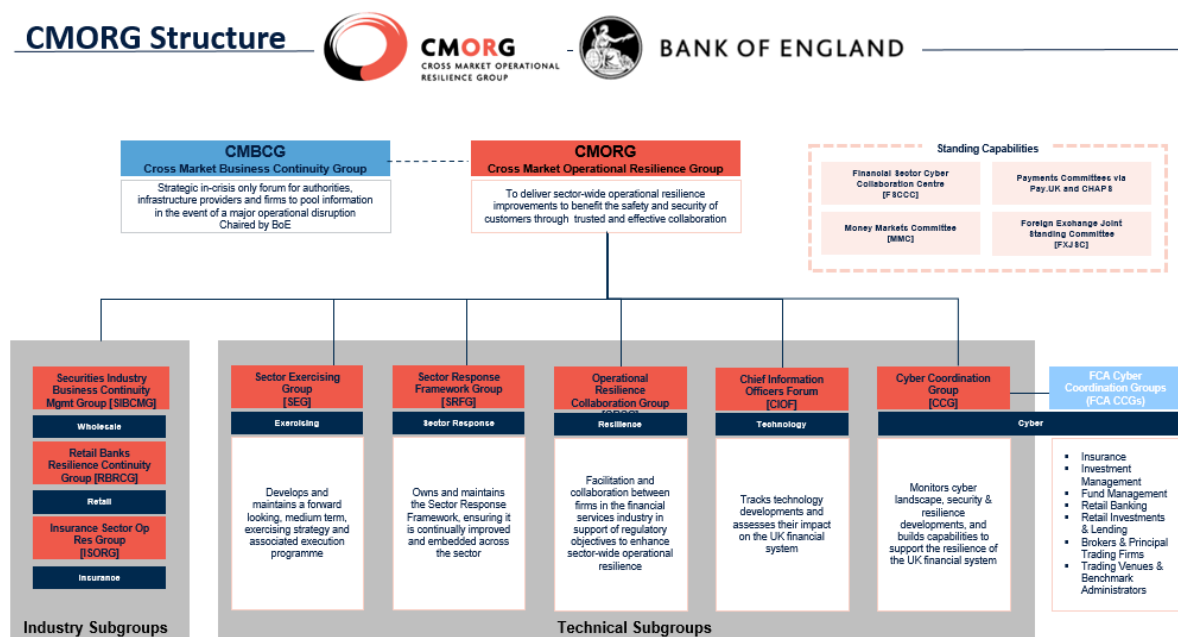 CMORG Structure
CMORG
CROSS MARKET OPERATIONAL
RESILIENCE GROUP
BANK OF ENGLAND
CMBCG
Cross Market Business Continuity Group
Strategic in-crisis only forum for authorities,
infrastructure providers and firms to pool information
in the event of a major operational disruption
Chaired by BoE
CMORG
Cross Market Operational Resilience Group
To deliver sector-wide operational resilience
improvements to benefit the safety and security of
customers through trusted and effective collaboration
Standing Capabilities
Financial Sector Cyber
Collaboration Centre
[FSCCC]
Payments Committees via
Pay.UK and CHAPS
Money Markets Committee
[MMC]
Foreign Exchange Joint
Standing Committee
[FXJSC]
Securities Industry
Business Continuity
Mgmt Group [SIBCMG]
Wholesale
Retail Banks
Resilience Continuity
Group [RBRCG]
Retail
Insurance Sector Op
Res Group
[ISORG]
Insurance
Industry Subgroups
Sector Exercising
Group
[SEG]
Exercising
Develops and
maintains a forward
looking, medium term,
exercising strategy and
associated execution
programme
Sector Response
Framework Group
[SRFG]
Sector Response
Owns and maintains
the Sector Response
Framework, ensuring it
is continually improved
and embedded across
the sector
Operational
Resilience
Collaboration Group
Resilience
Facilitation and
collaboration between
firms in the financial
services industry in
support of regulatory
objectives to enhance
sector-wide operational
resilience
Chief Information
Officers Forum
[CIOF]
Technology
Tracks technology
developments and
assesses their impact
on the UK financial
system
Cyber Coordination
Group
[CCG]
FCA Cyber
Coordination Groups
(FCA CCGs)
Cyber
Monitors cyber
landscape, security &
resilience
developments, and
builds capabilities to
support the resilience of
the UK financial system
▪ Insurance
▪ Investment
Management
▪ Fund Management
▪ Retail Banking
▪ Retail Investments
& Lending
▪ Brokers & Principal
Trading Firms
▪ Trading Venues &
Benchmark
Administrators
Technical Subgroups